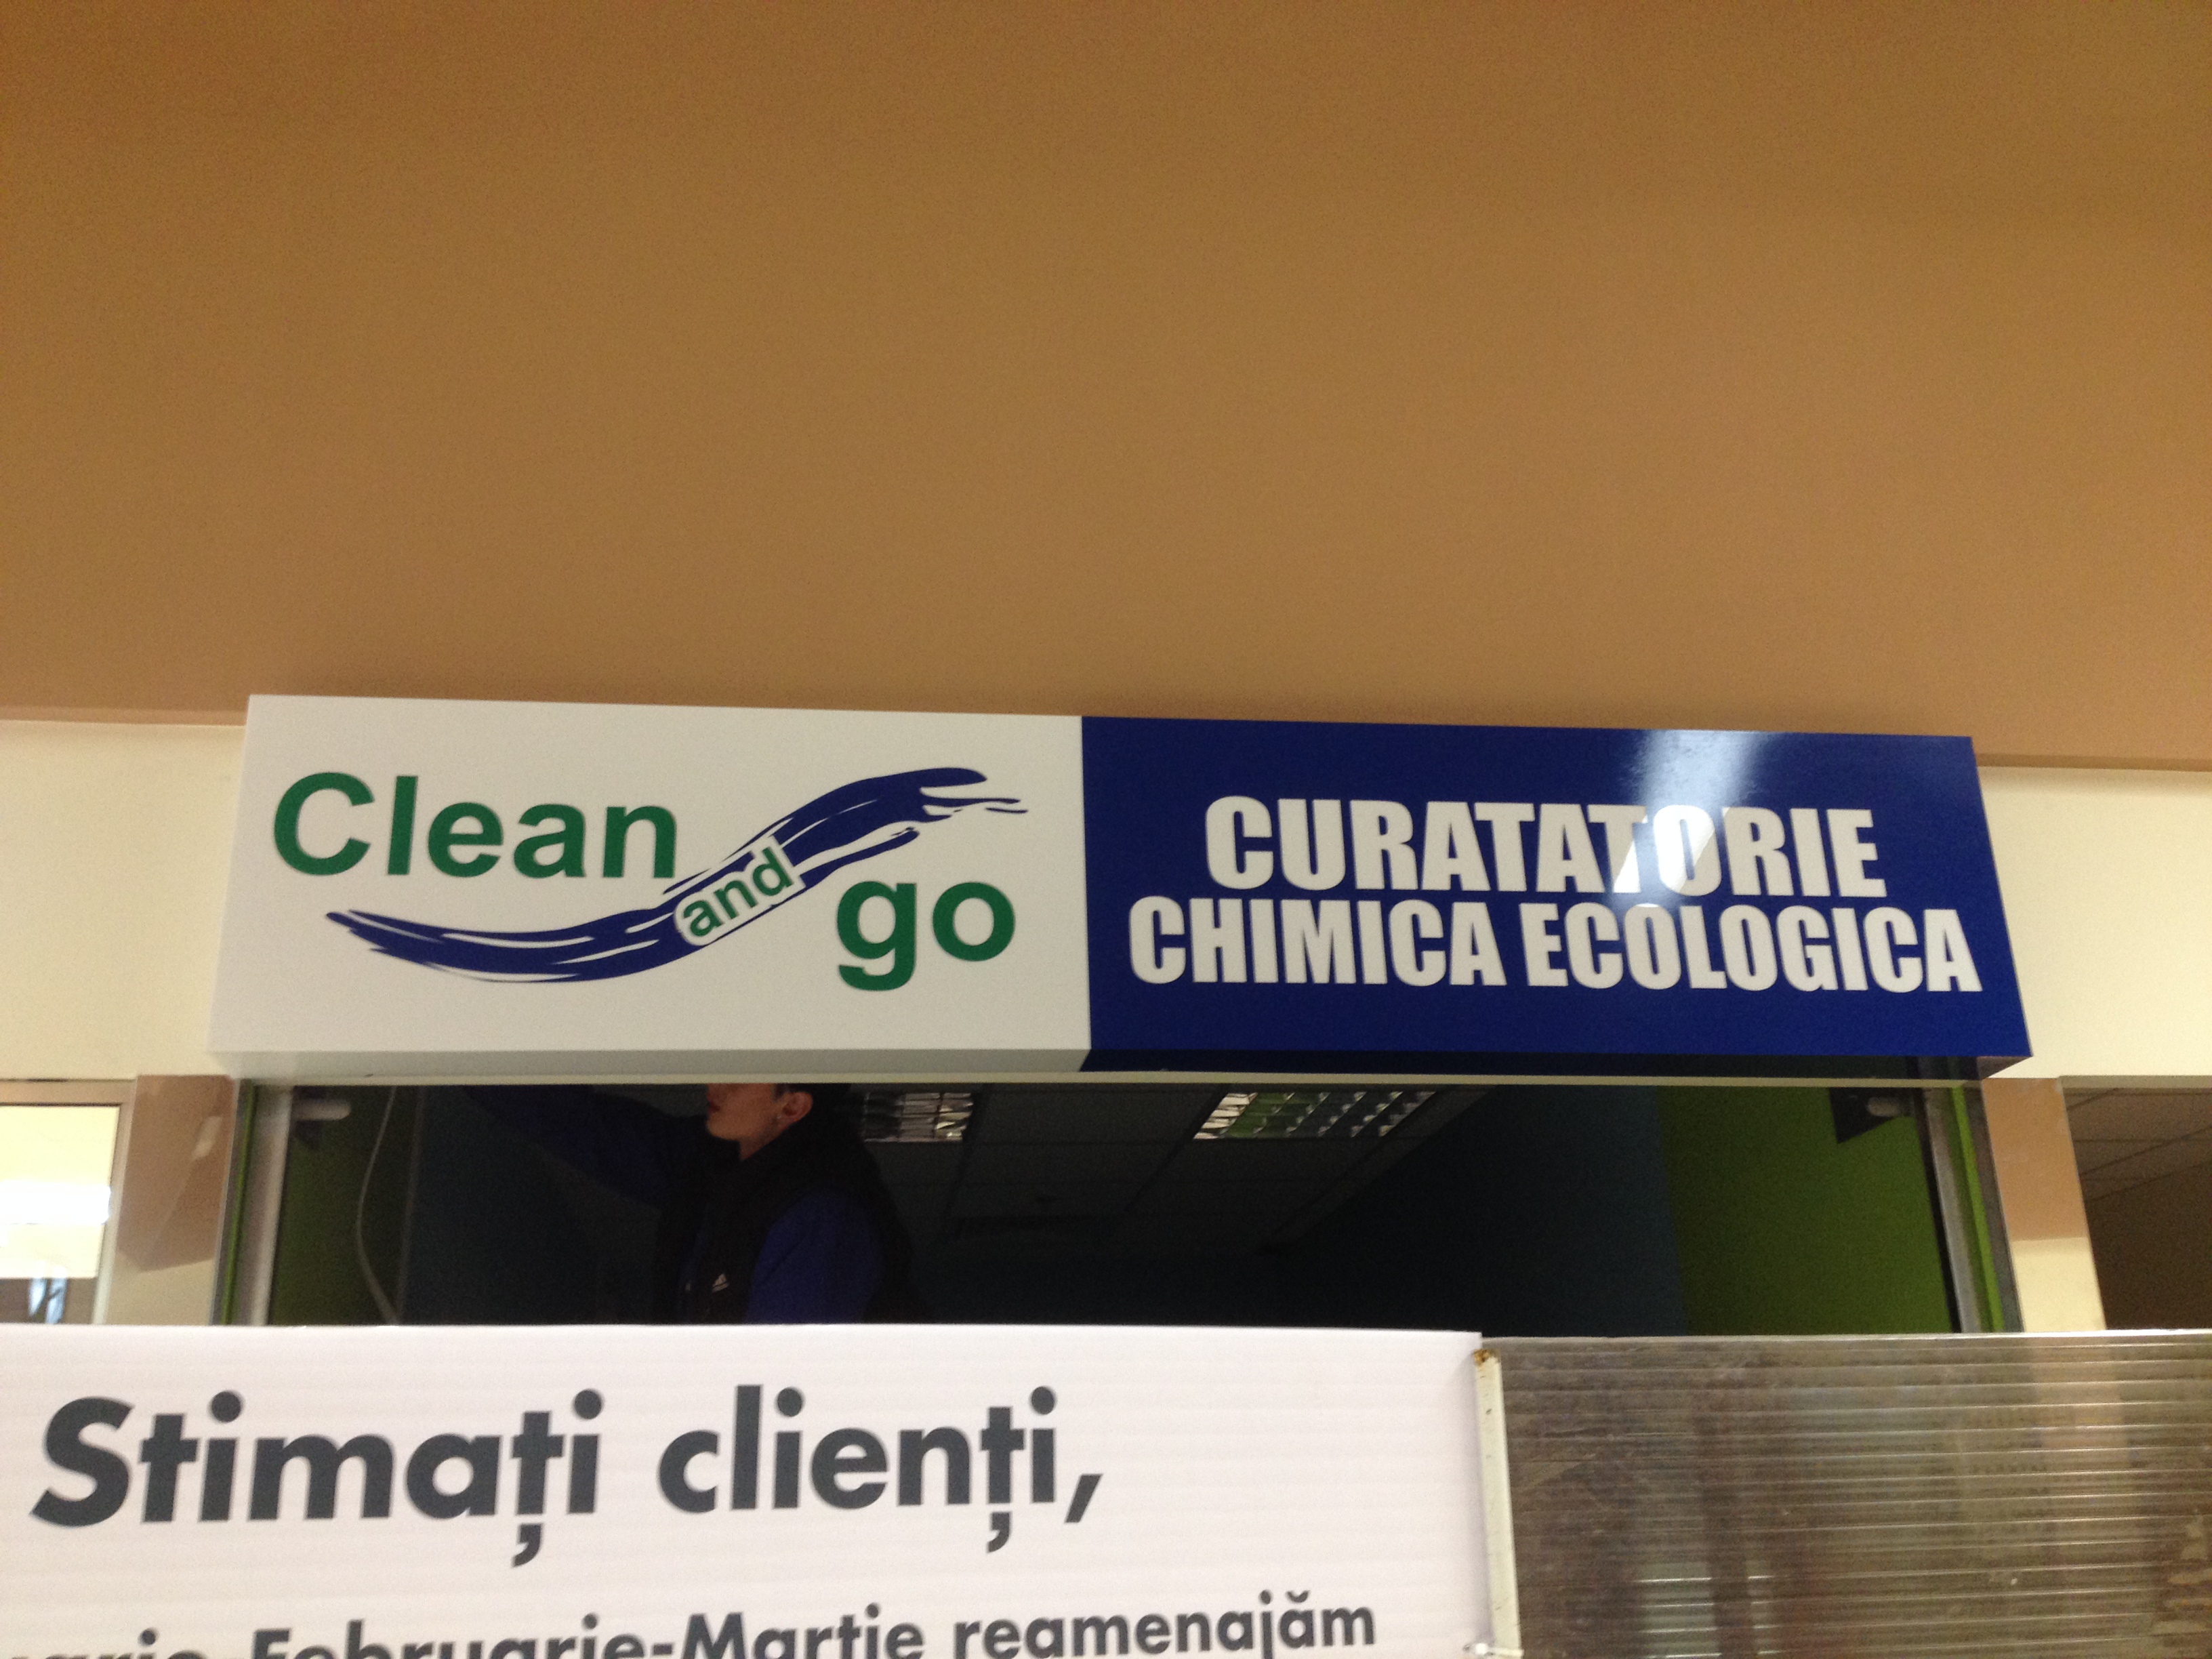 Clean
and
go
CURATATORIE
CHIMICA ECOLOGICA
Stimați clienți,
Februarie-Martie reamenajăm